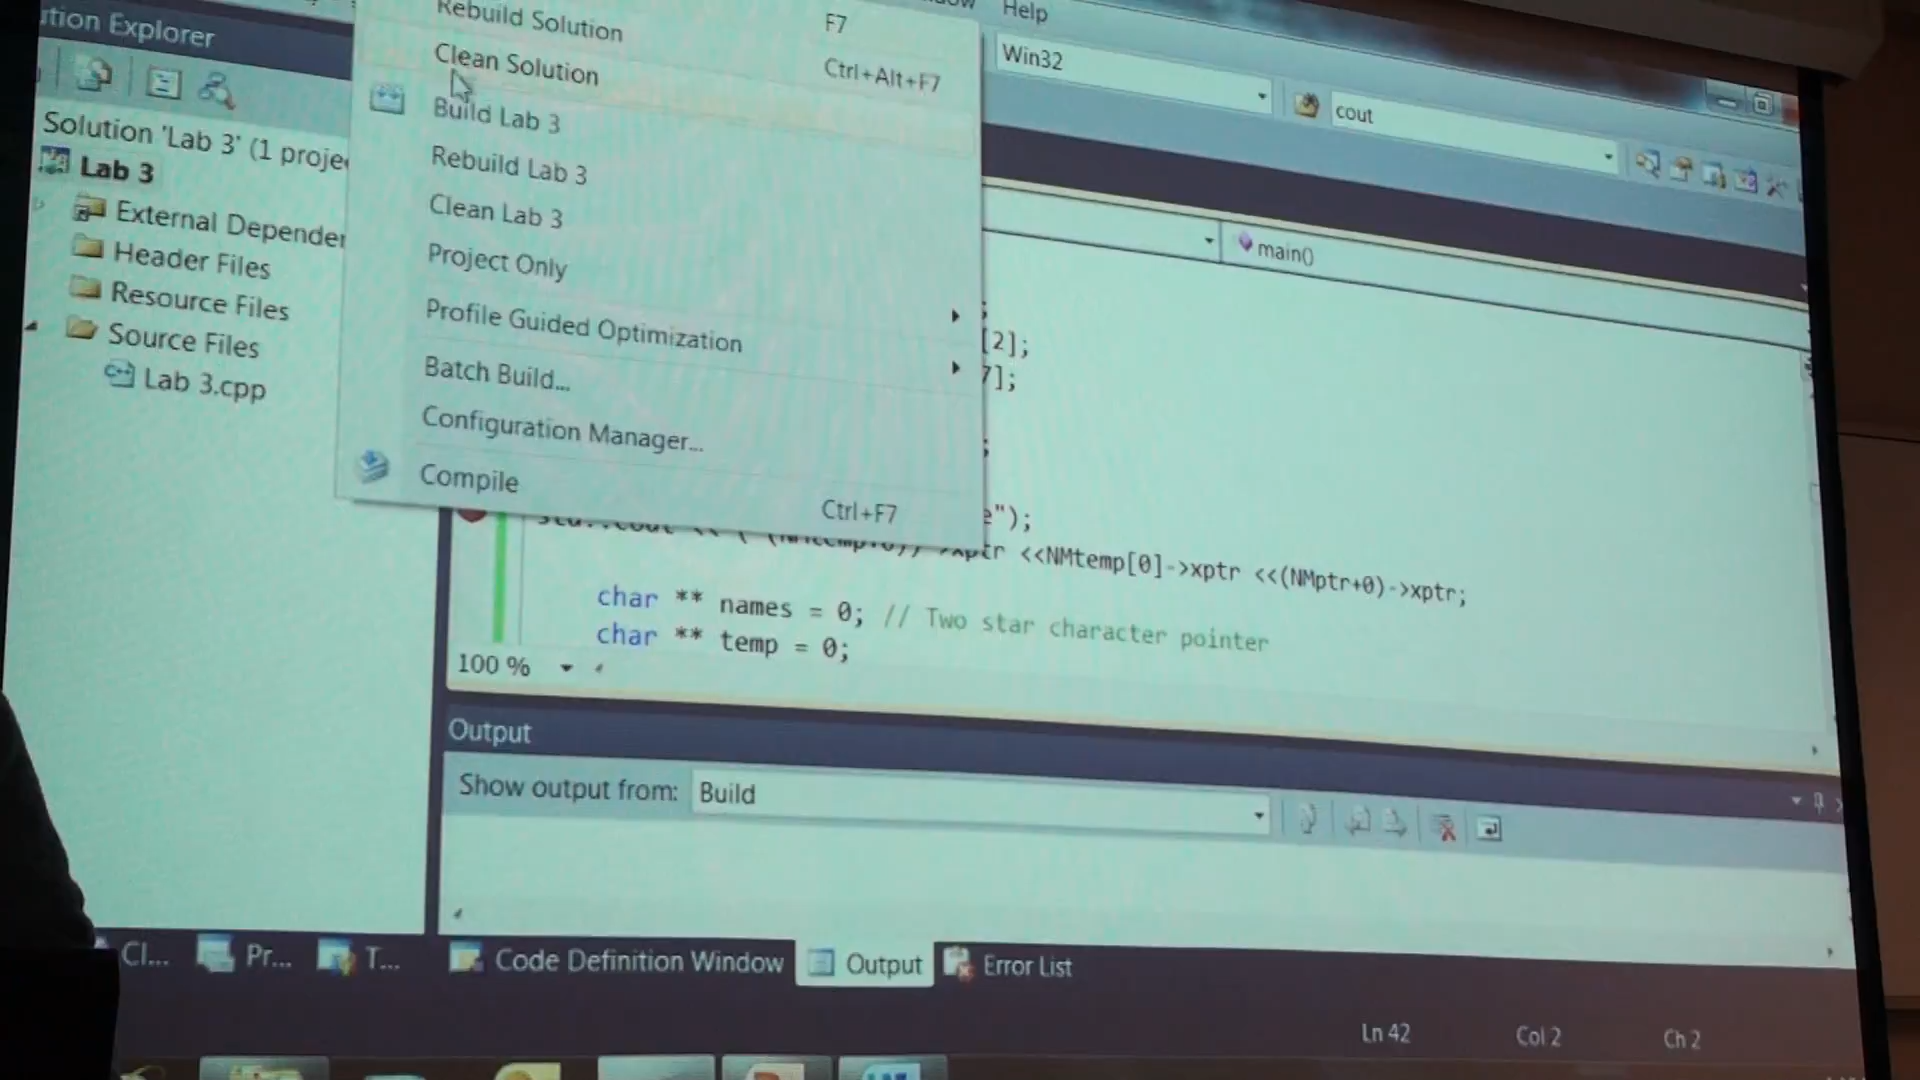 Help
Rebuild Solution
F7
Clean Solution
Ctrl+Alt+F7
Build Lab 3
Rebuild Lab 3
Clean Lab 3
Project Only
Profile Guided Optimization
Batch Build...
Configuration Manager...
Compile
Ctrl+F7
Explorer
Solution 'Lab 3' (1
Lab 3
External
Header Files
Resource Files
Source Files
Lab 3.cpp
Win32
cout
main()
;
[2];
7];
;
e");
xptr <<NMtemp[0]->xptr <<(NMptr+0)->xptr;
char ** names = 0; // Two star character pointer
char ** temp = 0;
100 %
Output
Show output from: Build
Cl...
Pr...
T...
Code Definition Window
Output
Error List
Ln 42
Col 2
Ch 2